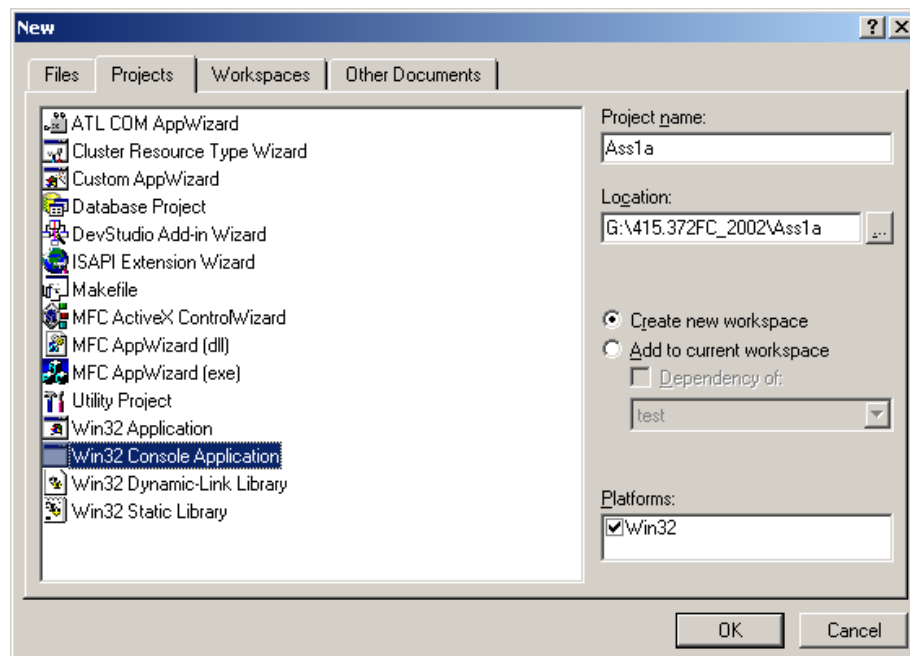 New
Files Projects Workspaces Other Documents
ATL COM AppWizard
Cluster Resource Type Wizard
Custom AppWizard
Database Project
DevStudio Add-in Wizard
ISAPI Extension Wizard
Makefile
MFC ActiveX ControlWizard
MFC AppWizard (dll)
MFC AppWizard (exe)
Utility Project
Win32 Application
Win32 Console Application
Win32 Dynamic-Link Library
Win32 Static Library
Project name:
Ass1a
Location:
G:\415.372FC_2002\Ass1a
...
Create new workspace
Add to current workspace
Dependency of:
test
Platforms:
Win32
OK Cancel